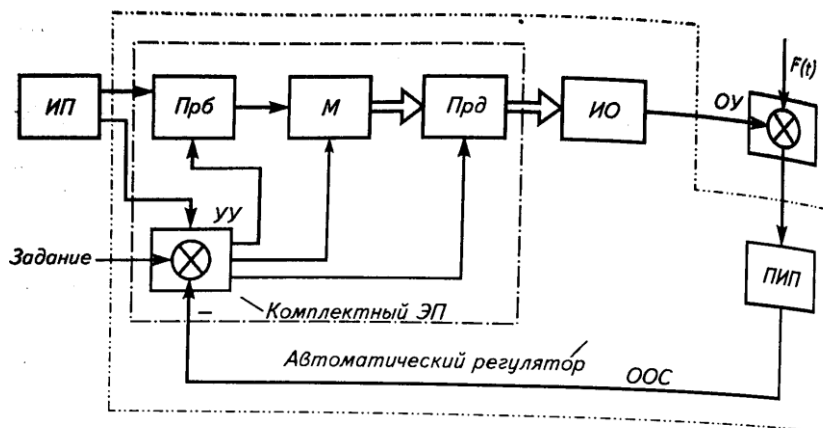 F(t)
ИП
Прб
М
Прд
ИО
ОУ
УУ
Задание
ПИП
–
Комплектный ЭП
Автоматический регулятор
ООС